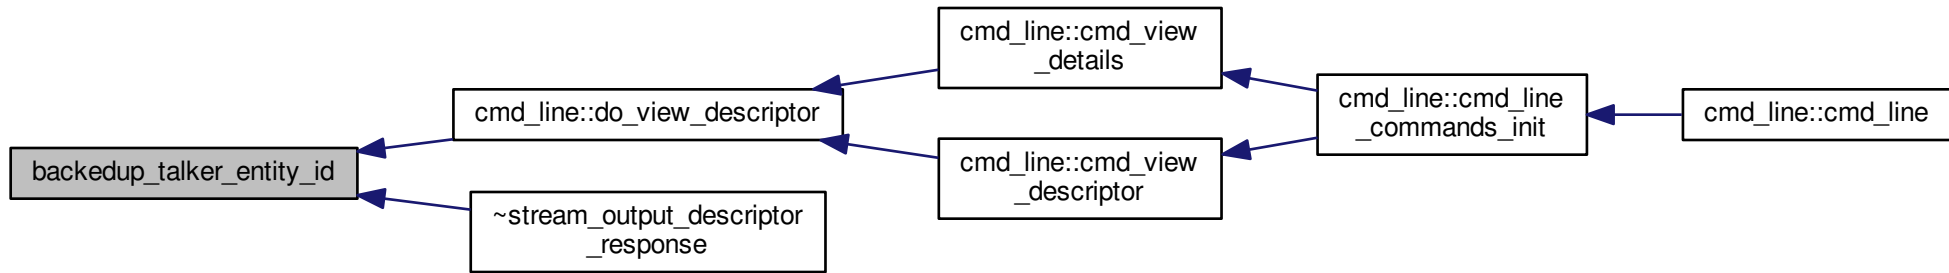 backedup_talker_entity_id
cmd_line::do_view_descriptor
~stream_output_descriptor
_response
cmd_line::cmd_view
_details
cmd_line::cmd_view
_descriptor
cmd_line::cmd_line
_commands_init
cmd_line::cmd_line